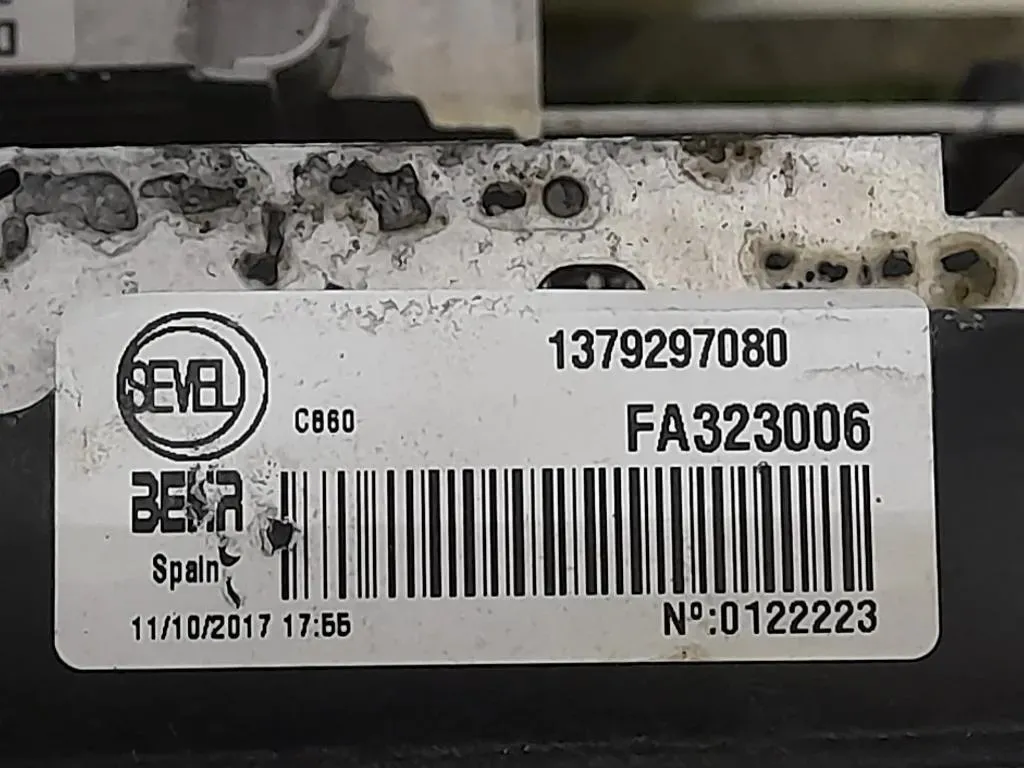 SEVEL
1379297080
C860
FA323006
BEHR
Spain
11/10/2017 17:55
Nº:0122223